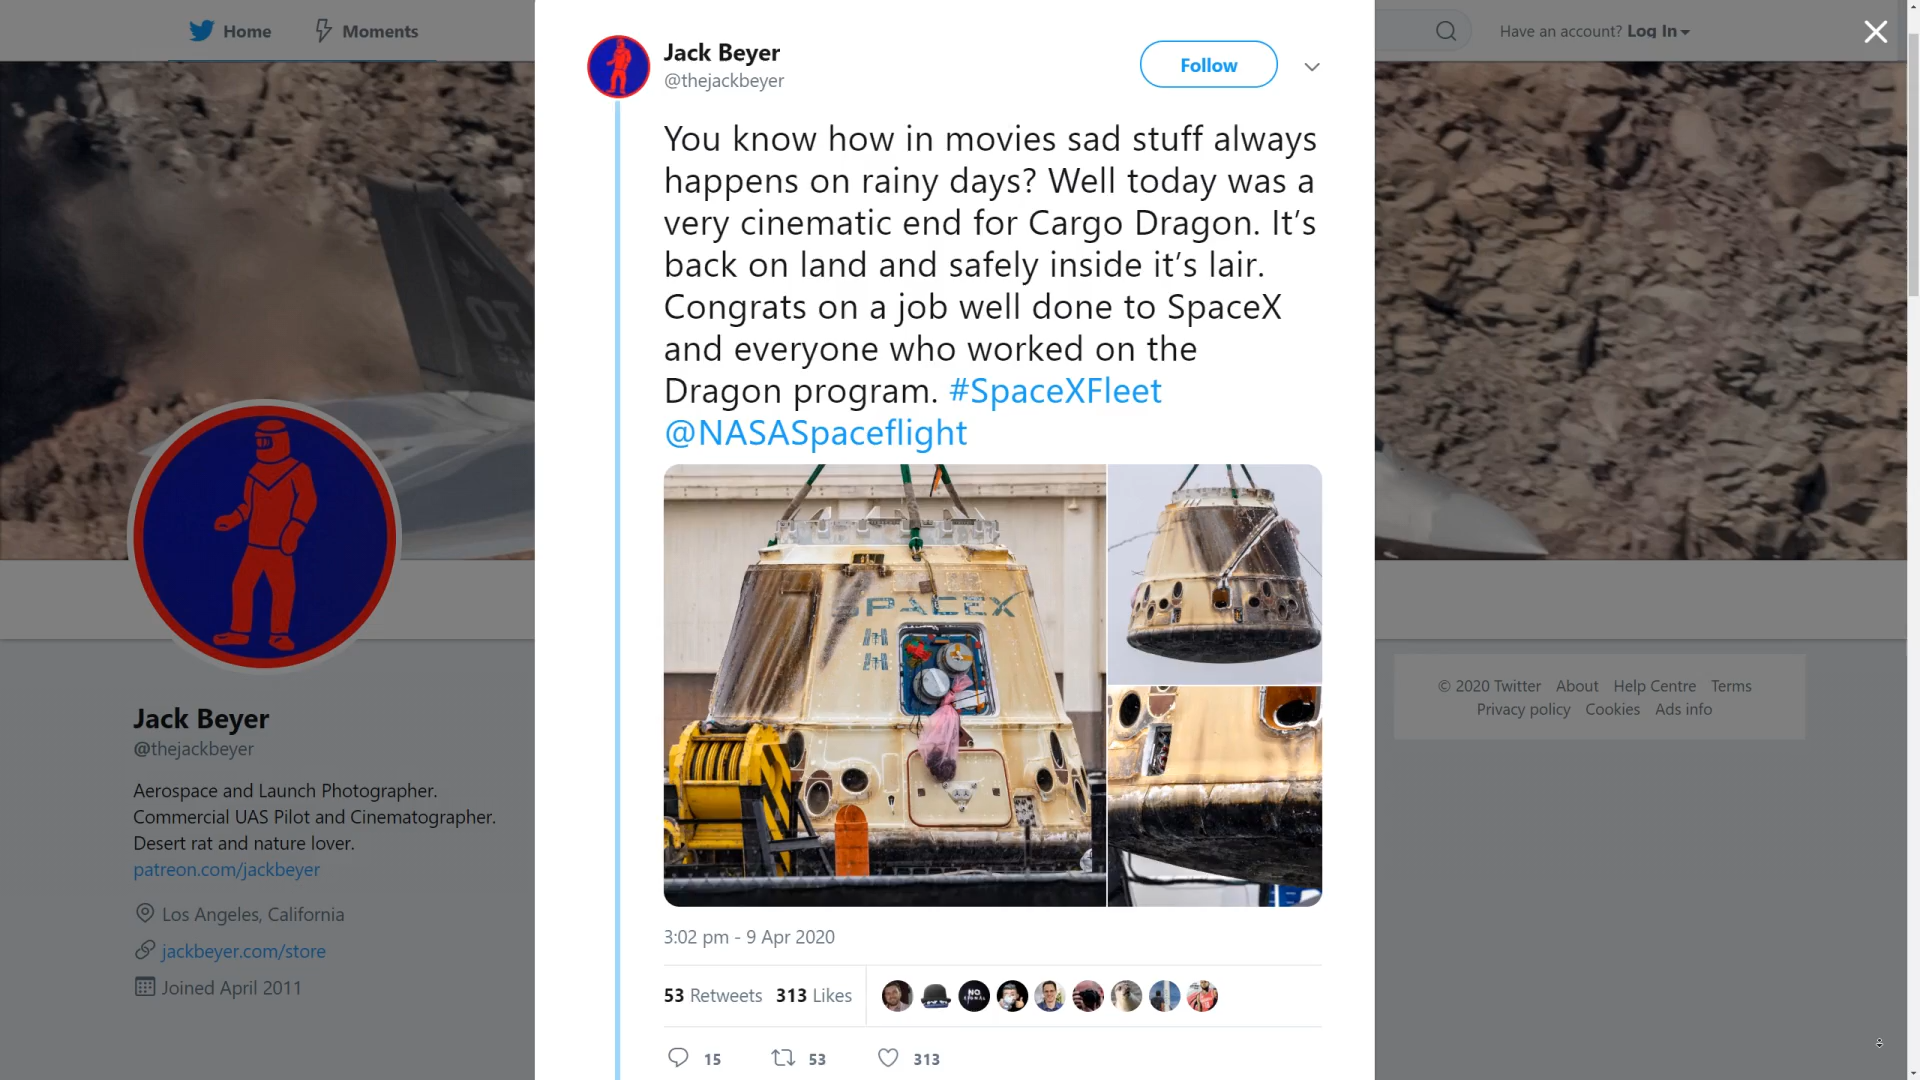 Home
Moments
Have an account? Log In
Jack Beyer
@thejackbeyer
Follow
You know how in movies sad stuff always
happens on rainy days? Well today was a
very cinematic end for Cargo Dragon. It’s
back on land and safely inside it’s lair.
Congrats on a job well done to SpaceX
and everyone who worked on the
Dragon program. #SpaceXFleet
@NASASpaceflight
SPACEX
3:02 pm - 9 Apr 2020
53 Retweets 313 Likes
15
53
313
OT
Jack Beyer
@thejackbeyer
Aerospace and Launch Photographer.
Commercial UAS Pilot and Cinematographer.
Desert rat and nature lover.
patreon.com/jackbeyer
Los Angeles, California
jackbeyer.com/store
Joined April 2011
© 2020 Twitter About Help Centre Terms
Privacy policy Cookies Ads info